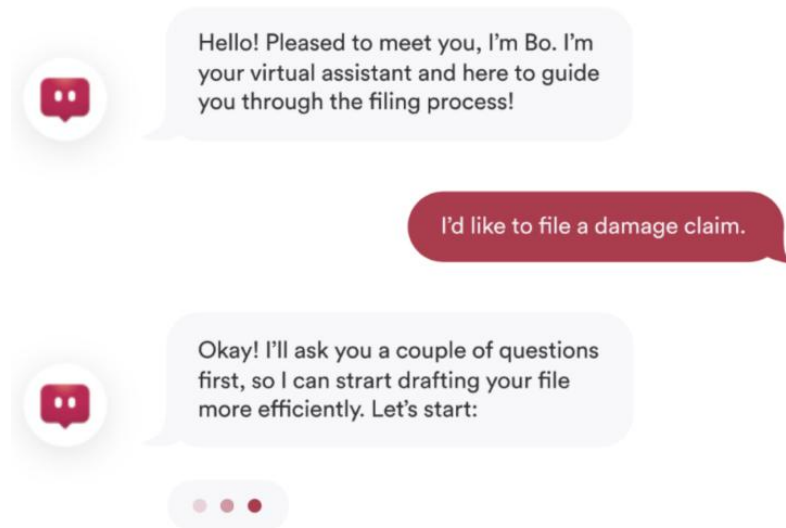 Hello! Pleased to meet you, I’m Bo. I’m
your virtual assistant and here to guide
you through the filing process!
I’d like to file a damage claim.
Okay! I’ll ask you a couple of questions
first, so I can strart drafting your file
more efficiently. Let’s start: